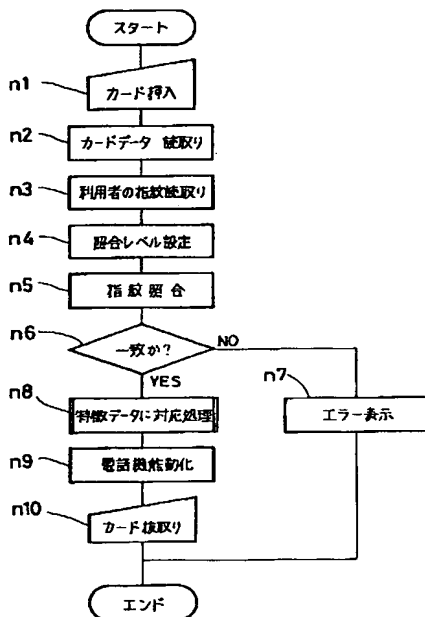 スタート
n1
カード挿入
n2
カードデータ読取り
n3
利用者の指紋読取り
n4
照合レベル設定
n5
指紋照合
n6
一致か?
NO
YES
n7
エラー表示
n8
特徴データに対応処理
n9
電話機能動化
n10
カード抜取り
エンド